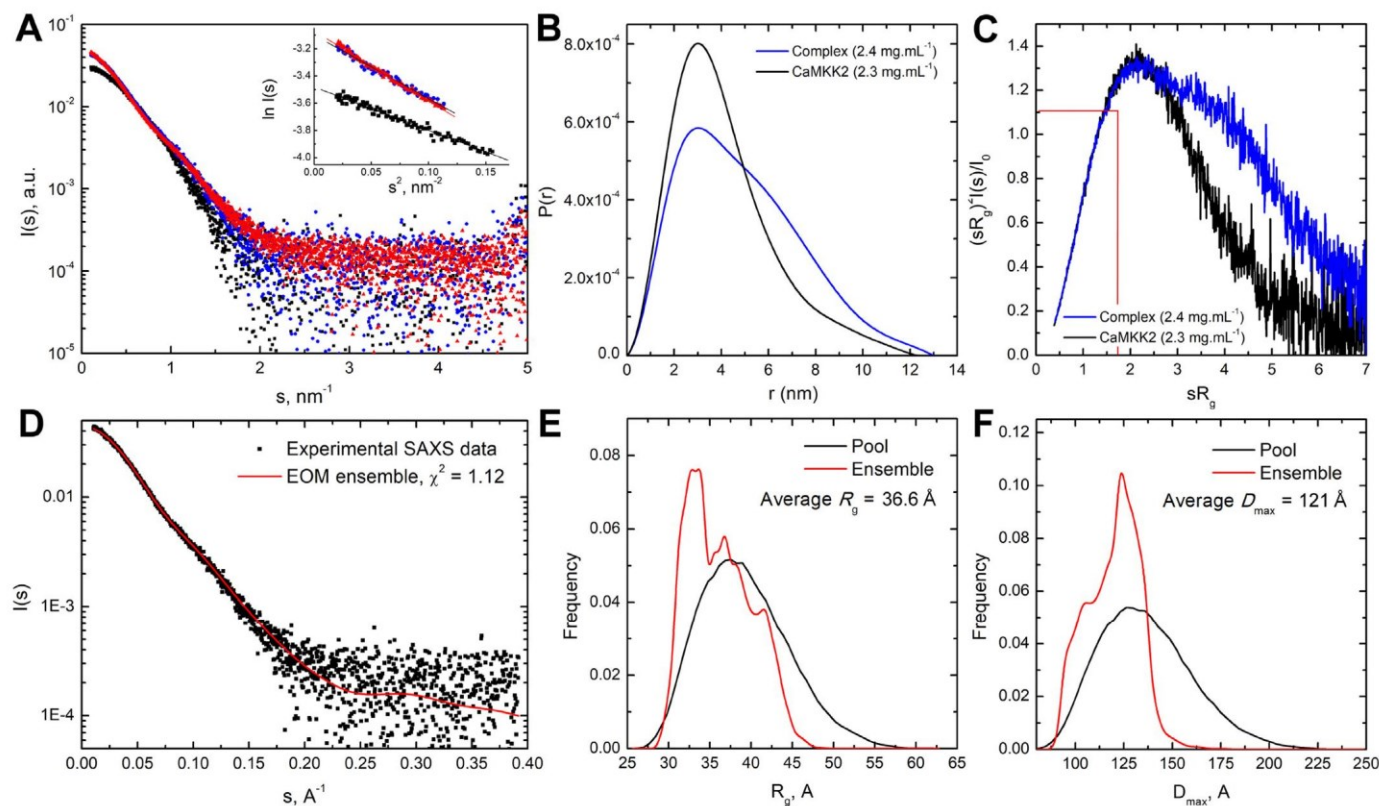 A
10⁻¹
10⁻²
10⁻³
10⁻⁴
10⁻⁵
I(s), a.u.
0 1 2 3 4 5
s, nm⁻¹
-3.2
-3.6
-3.8
-4.0
ln I(s)
0.05 0.10 0.15
s², nm⁻²
B
8.0x10⁻⁴
6.0x10⁻⁴
4.0x10⁻⁴
2.0x10⁻⁴
0.0
P(r)
Complex (2.4 mg.mL⁻¹)
CaMKK2 (2.3 mg.mL⁻¹)
0 2 4 6 8 10 12 14
r (nm)
C
1.4
1.2
1.0
0.8
0.6
0.4
0.2
0.0
(sRg)²I(s)/I₀
Complex (2.4 mg.mL⁻¹)
CaMKK2 (2.3 mg.mL⁻¹)
0 1 2 3 4 5 6 7
sRg
D
0.01
1E-3
1E-4
I(s)
Experimental SAXS data
EOM ensemble, χ² = 1.12
0.00 0.05 0.10 0.15 0.20 0.25 0.30 0.35 0.40
s, A⁻¹
E
0.08
0.06
0.04
0.02
0.00
Frequency
Pool
Ensemble
Average Rg = 36.6 Å
25 30 35 40 45 50 55 60 65
Rg, A
F
0.12
0.10
0.08
0.06
0.04
0.02
0.00
Frequency
Pool
Ensemble
Average Dmax = 121 Å
100 125 150 175 200 225 250
Dmax, A